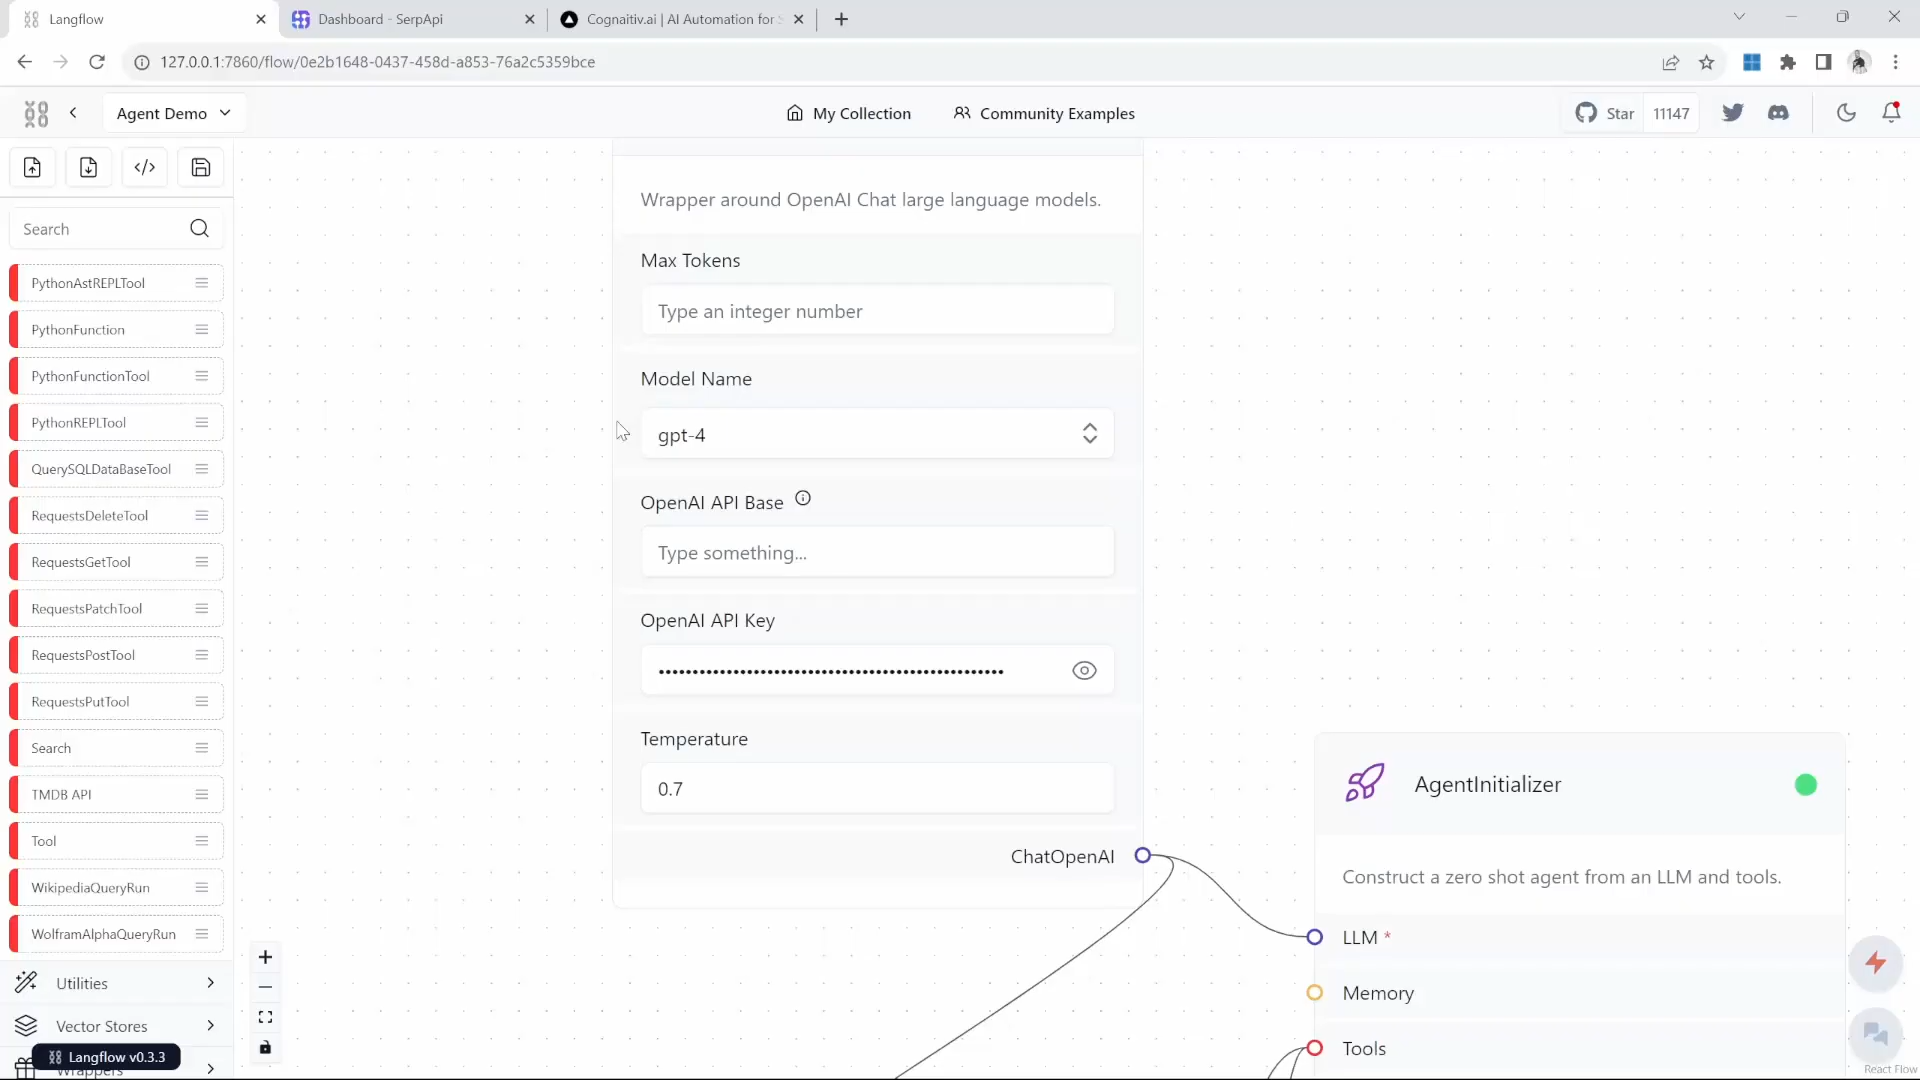 Langflow
Dashboard - SerpApi
Cognaitiv.ai | AI Automation for
127.0.0.1:7860/flow/0e2b1648-0437-458d-a853-76a2c5359bce
Agent Demo
My Collection
Community Examples
Star
11147
Search
PythonAstREPLTool
PythonFunction
PythonFunctionTool
PythonREPLTool
QuerySQLDataBaseTool
RequestsDeleteTool
RequestsGetTool
RequestsPatchTool
RequestsPostTool
RequestsPutTool
Search
TMDB API
Tool
WikipediaQueryRun
WolframAlphaQueryRun
Utilities
Vector Stores
Langflow v0.3.3
Wrappers
Wrapper around OpenAI Chat large language models.
Max Tokens
Type an integer number
Model Name
gpt-4
OpenAI API Base
Type something...
OpenAI API Key
Temperature
0.7
ChatOpenAI
AgentInitializer
Construct a zero shot agent from an LLM and tools.
LLM *
Memory
Tools
React Flow